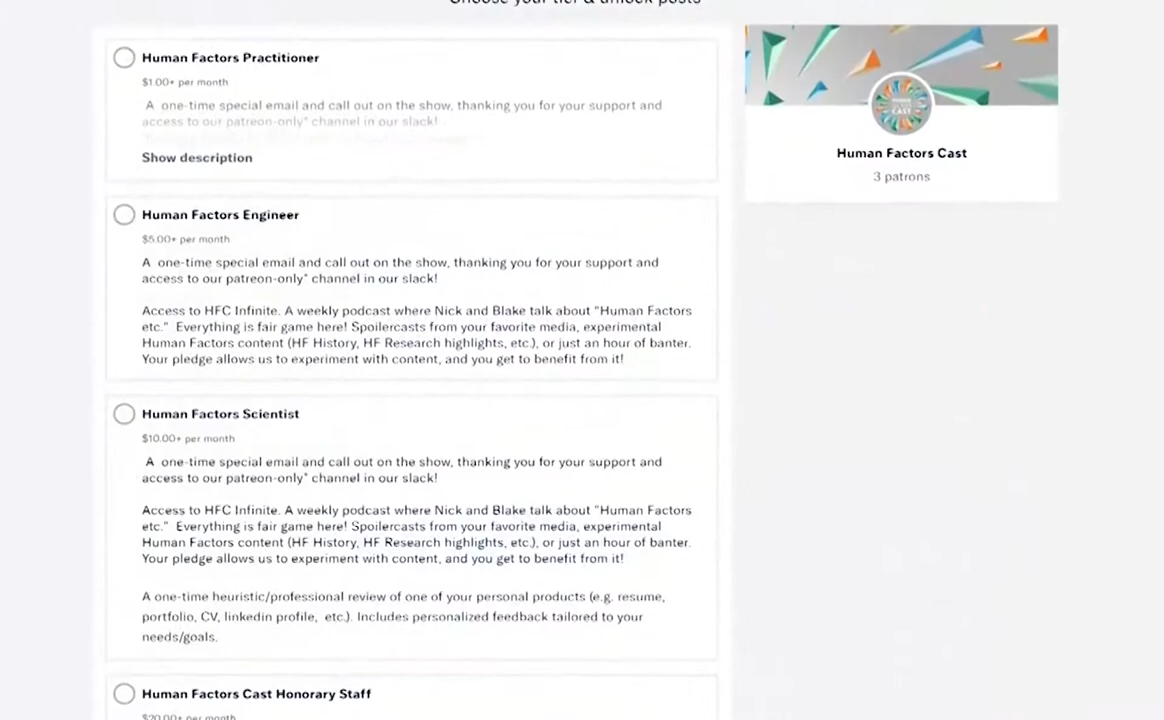 Choose your tier & unlock posts
Human Factors Practitioner
$1.00+ per month
A one-time special email and call out on the show, thanking you for your support and
access to our patreon-only* channel in our slack!
Show description
Human Factors Engineer
$5.00+ per month
A one-time special email and call out on the show, thanking you for your support and
access to our patreon-only* channel in our slack!
Access to HFC Infinite. A weekly podcast where Nick and Blake talk about "Human Factors
etc." Everything is fair game here! Spoilercasts from your favorite media, experimental
Human Factors content (HF History, HF Research highlights, etc.), or just an hour of banter.
Your pledge allows us to experiment with content, and you get to benefit from it!
Human Factors Scientist
$10.00+ per month
A one-time special email and call out on the show, thanking you for your support and
access to our patreon-only* channel in our slack!
Access to HFC Infinite. A weekly podcast where Nick and Blake talk about "Human Factors
etc." Everything is fair game here! Spoilercasts from your favorite media, experimental
Human Factors content (HF History, HF Research highlights, etc.), or just an hour of banter.
Your pledge allows us to experiment with content, and you get to benefit from it!
A one-time heuristic/professional review of one of your personal products (e.g. resume,
portfolio, CV, linkedin profile, etc.). Includes personalized feedback tailored to your
needs/goals.
Human Factors Cast Honorary Staff
$20.00+ per month
CAST
Human Factors Cast
3 patrons